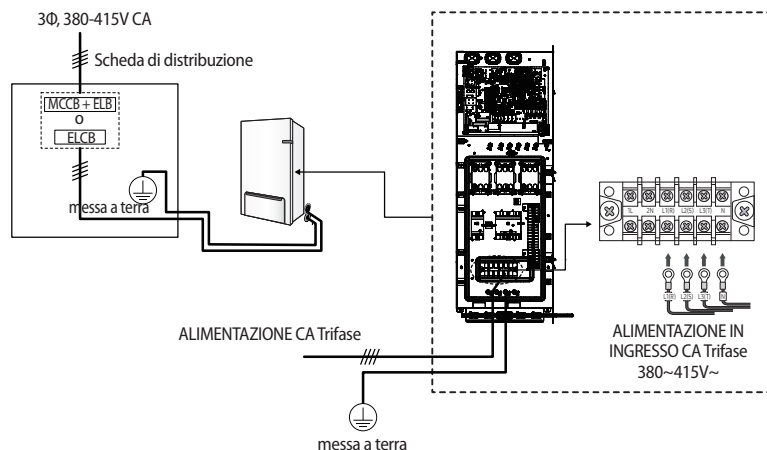 3Φ, 380-415V CA
Scheda di distribuzione
MCCB + ELB
O
ELCB
messa a terra
1L 2N L1(R) L2(S) L3(T) N
L1(R) L2(S) L3(T) N
ALIMENTAZIONE CA Trifase
ALIMENTAZIONE IN
INGRESSO CA Trifase
380~415V~
messa a terra